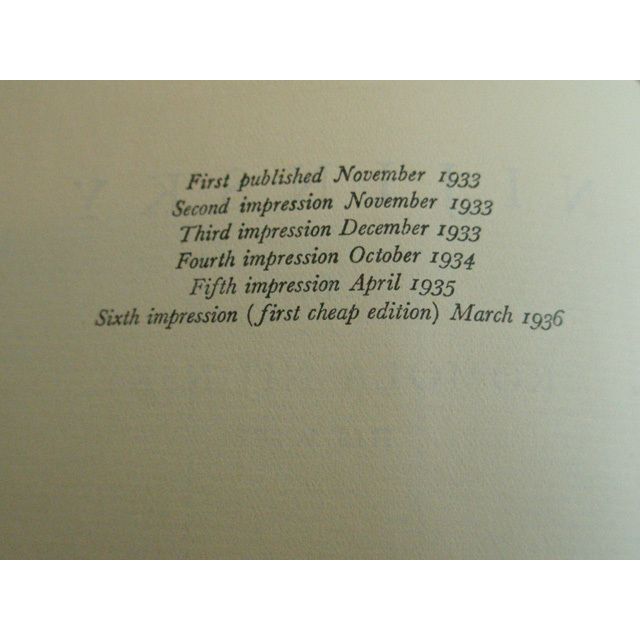 First published November 1933
Second impression November 1933
Third impression December 1933
Fourth impression October 1934
Fifth impression April 1935
Sixth impression (first cheap edition) March 1936